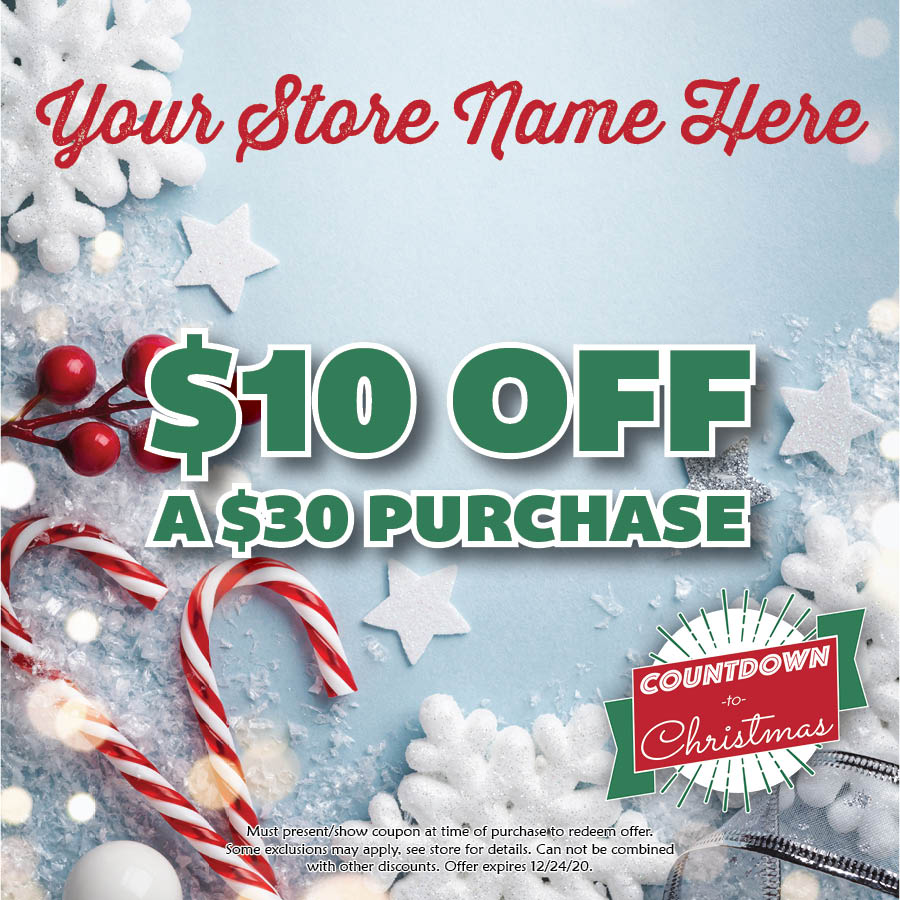 Your Store Name Here
$10 OFF
A $30 PURCHASE
COUNTDOWN
-to-
Christmas
Must present/show coupon at time of purchase to redeem offer.
Some exclusions may apply, see store for details. Can not be combined
with other discounts. Offer expires 12/24/20.